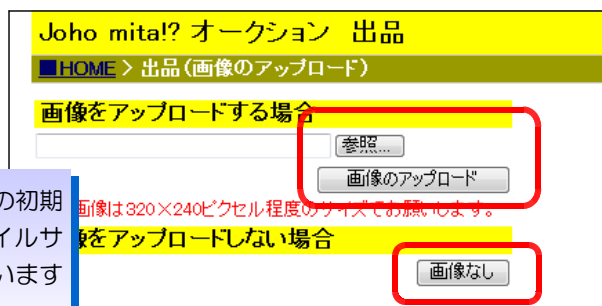 Joho mita!? オークション 出品
■HOME > 出品(画像のアップロード)
画像をアップロードする場合
参照...
画像のアップロード
画像は320×240ピクセル程度のサイズでお願いします。
をアップロードしない場合
画像なし
の初期
イルサ
います